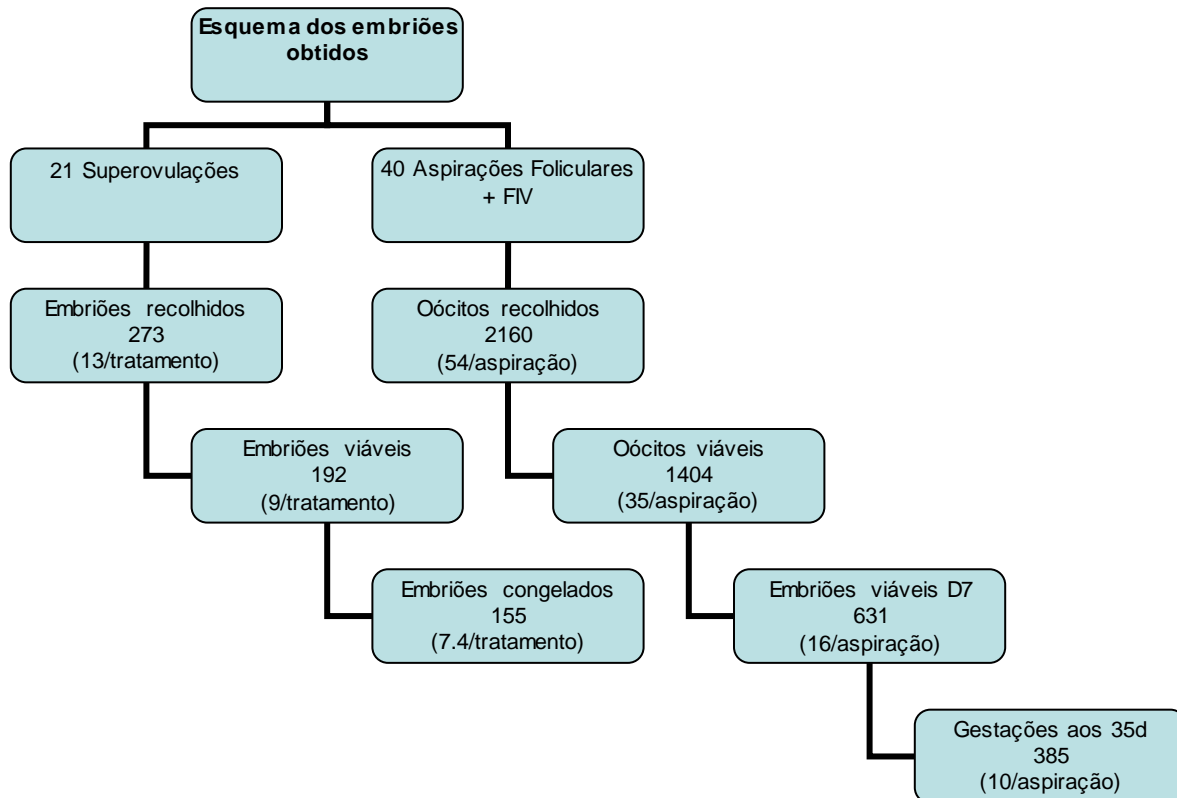 Esquema dos embriões
obtidos
21 Superovulações
40 Aspirações Foliculares
+ FIV
Embriões recolhidos
273
(13/tratamento)
Oócitos recolhidos
2160
(54/aspiração)
Embriões viáveis
192
(9/tratamento)
Oócitos viáveis
1404
(35/aspiração)
Embriões congelados
155
(7.4/tratamento)
Embriões viáveis D7
631
(16/aspiração)
Gestações aos 35d
385
(10/aspiração)